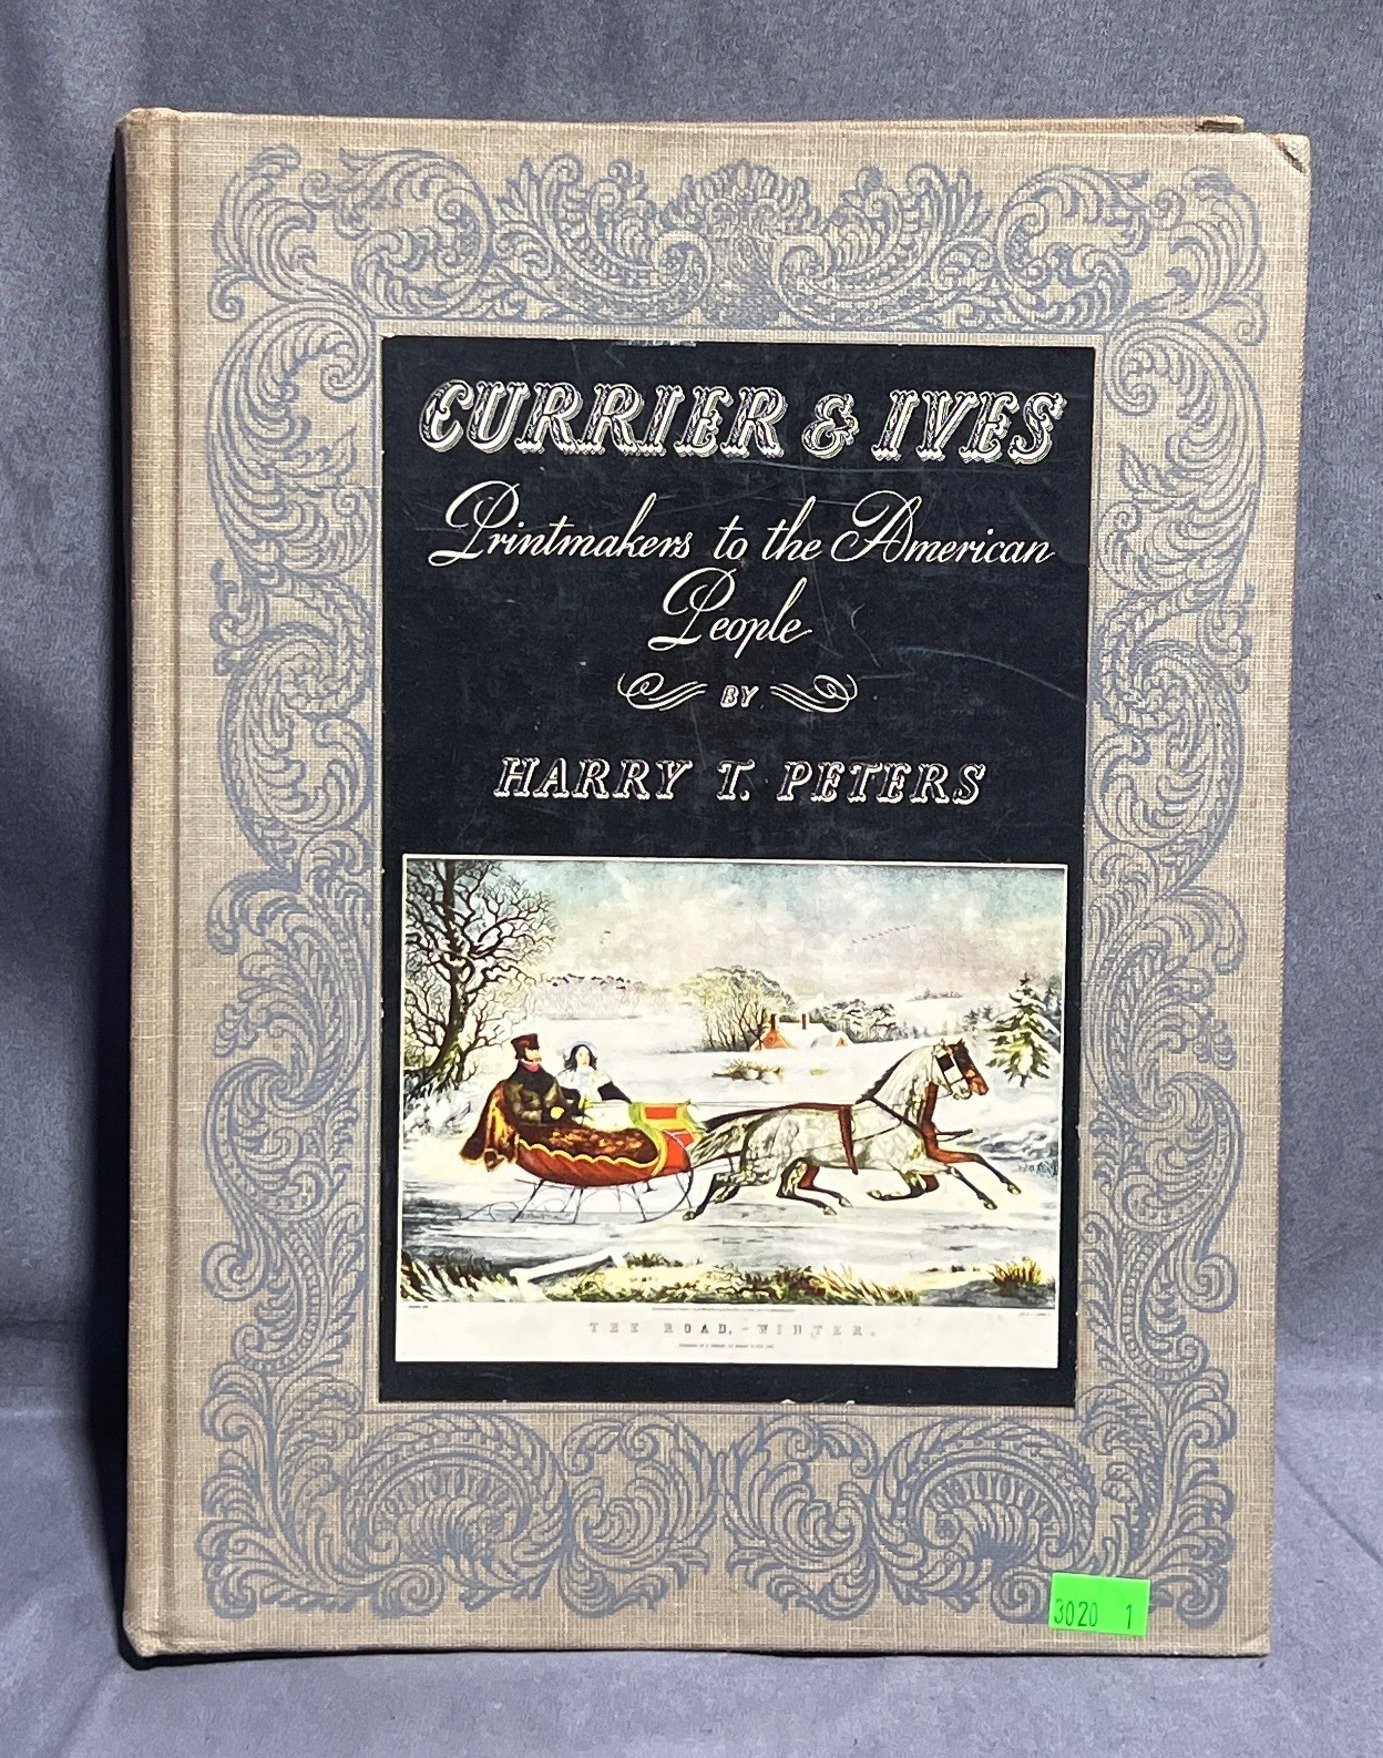 CURRIER & IVES
Printmakers to the American
People
BY
HARRY T. PETERS
THE ROAD, - WINTER.
3020 1